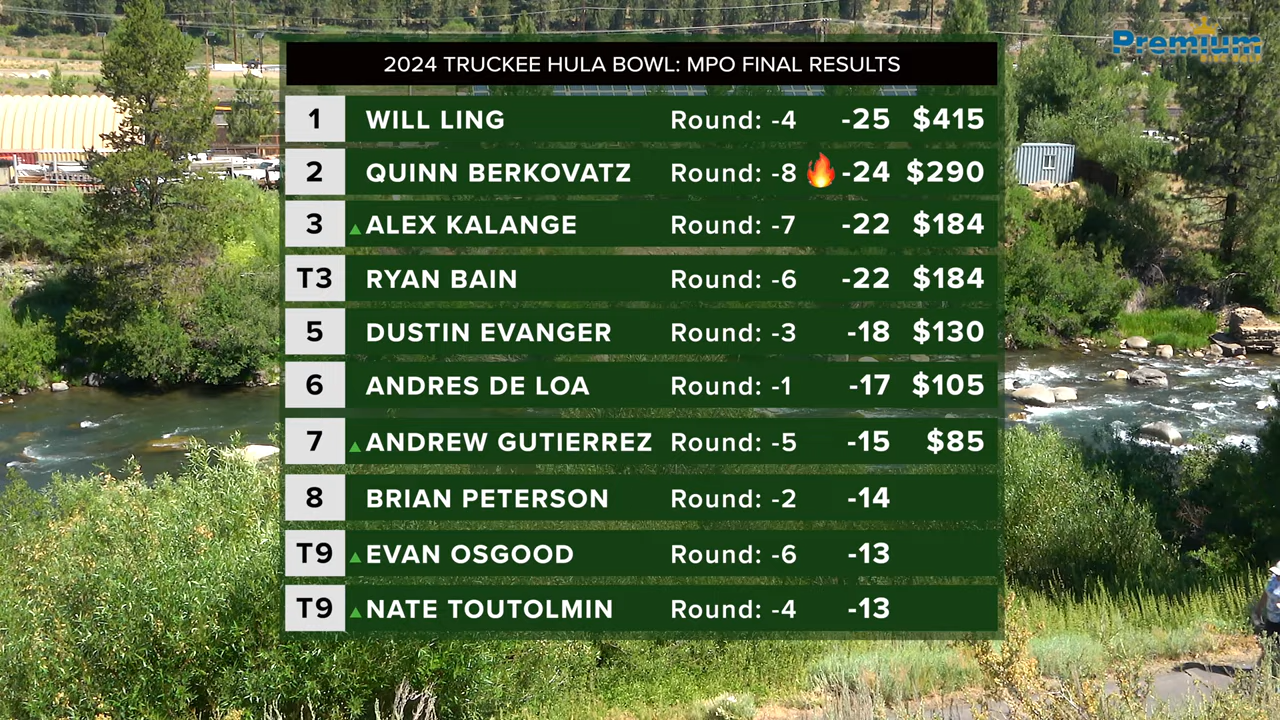 Premium
DISC GOLF
2024 TRUCKEE HULA BOWL: MPO FINAL RESULTS
1 WILL LING Round: -4 -25 $415
2 QUINN BERKOVATZ Round: -8 🔥 -24 $290
3 ALEX KALANGE Round: -7 -22 $184
T3 RYAN BAIN Round: -6 -22 $184
5 DUSTIN EVANGER Round: -3 -18 $130
6 ANDRES DE LOA Round: -1 -17 $105
7 ANDREW GUTIERREZ Round: -5 -15 $85
8 BRIAN PETERSON Round: -2 -14
T9 EVAN OSGOOD Round: -6 -13
T9 NATE TOUTOLMIN Round: -4 -13